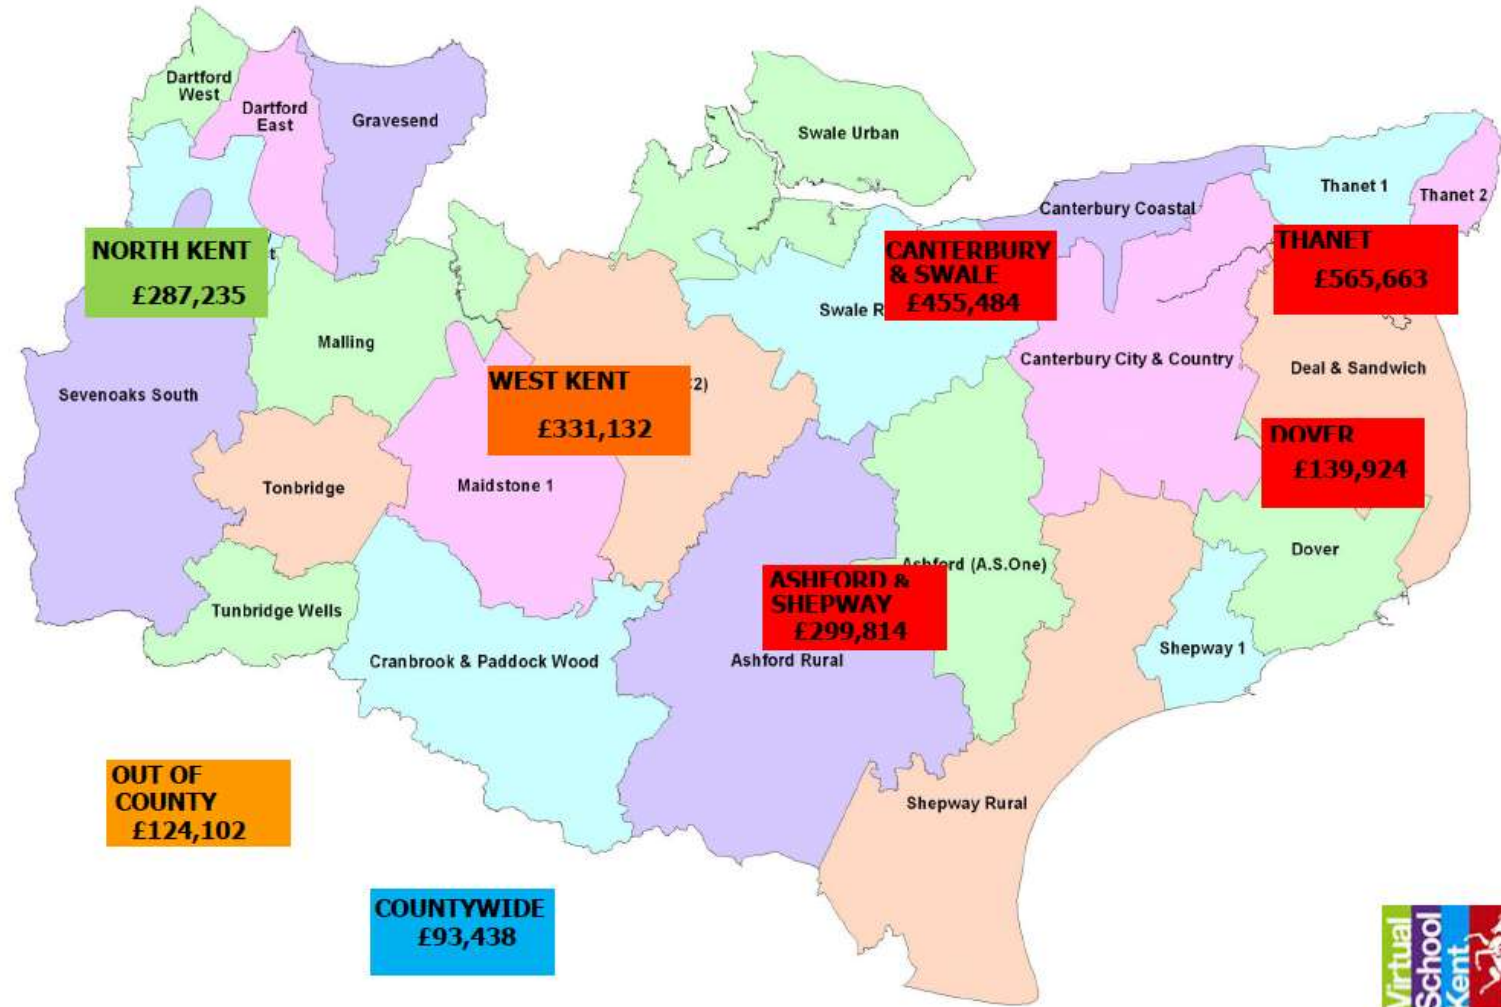 Dartford
West
Dartford
East
Gravesend
Swale Urban
Thanet 1
Thanet 2
Canterbury Coastal
NORTH KENT
£287,235
CANTERBURY
& SWALE
£455,484
THANET
£565,663
Swale R
Malling
Canterbury City & Country
Deal & Sandwich
Sevenoaks South
WEST KENT
£331,132
2)
DOVER
£139,924
Tonbridge
Maidstone 1
Dover
Ashford (A.S.One)
ASHFORD &
SHEPWAY
£299,814
Tunbridge Wells
Shepway 1
Cranbrook & Paddock Wood
Ashford Rural
OUT OF
COUNTY
£124,102
Shepway Rural
COUNTYWIDE
£93,438
Virtual
School
Kent